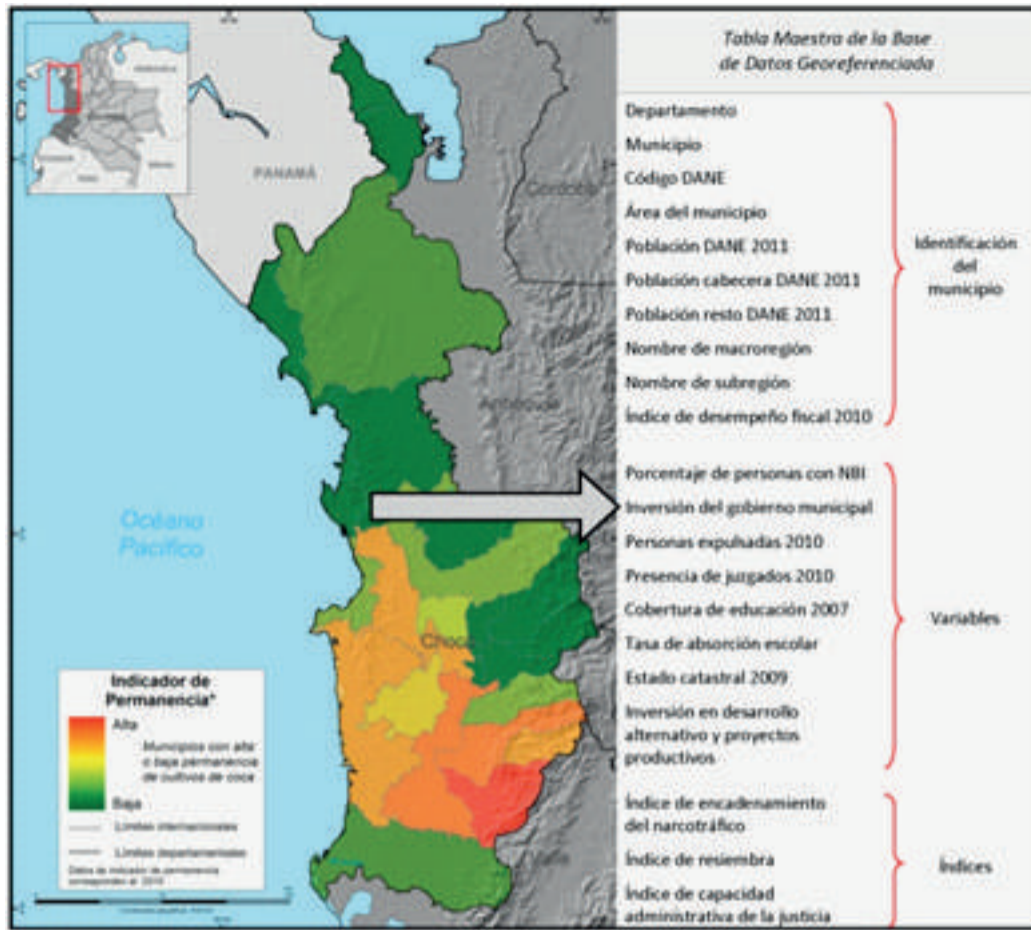 PANAMÁ
Córdoba
Antioquia
Océano
Pacífico
Chocó
Valle
Indicador de
Permanencia*
Alta
Municipios con alta
o baja permanencia
de cultivos de coca
Baja
Límites internacionales
Límites departamentales
Datos de indicador de permanencia
Tabla Maestra de la Base
de Datos Georeferenciada
Departamento
Municipio
Código DANE
Área del municipio
Población DANE 2011
Población cabecera DANE 2011
Población resto DANE 2011
Nombre de macroregión
Nombre de subregión
Índice de desempeño fiscal 2010
Identificación
del
municipio
Porcentaje de personas con NBI
Inversión del gobierno municipal
Personas expulsadas 2010
Presencia de juzgados 2010
Cobertura de educación 2007
Tasa de absorción escolar
Estado catastral 2009
Inversión en desarrollo
alternativo y proyectos
productivos
Variables
Índice de encadenamiento
del narcotráfico
Índice de resiembra
Índice de capacidad
administrativa de la justicia
Índices